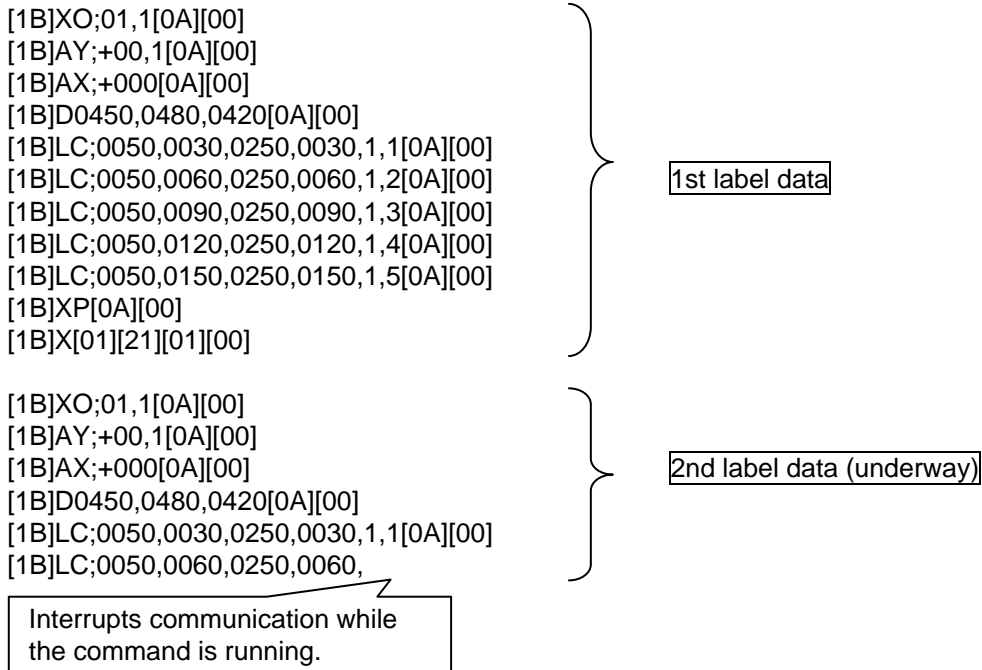 [1B]XO;01,1[0A][00]
[1B]AY;+00,1[0A][00]
[1B]AX;+000[0A][00]
[1B]D0450,0480,0420[0A][00]
[1B]LC;0050,0030,0250,0030,1,1[0A][00]
[1B]LC;0050,0060,0250,0060,1,2[0A][00]
[1B]LC;0050,0090,0250,0090,1,3[0A][00]
[1B]LC;0050,0120,0250,0120,1,4[0A][00]
[1B]LC;0050,0150,0250,0150,1,5[0A][00]
[1B]XP[0A][00]
[1B]X[01][21][01][00]
1st label data
[1B]XO;01,1[0A][00]
[1B]AY;+00,1[0A][00]
[1B]AX;+000[0A][00]
[1B]D0450,0480,0420[0A][00]
[1B]LC;0050,0030,0250,0030,1,1[0A][00]
[1B]LC;0050,0060,0250,0060,
2nd label data (underway)
Interrupts communication while
the command is running.